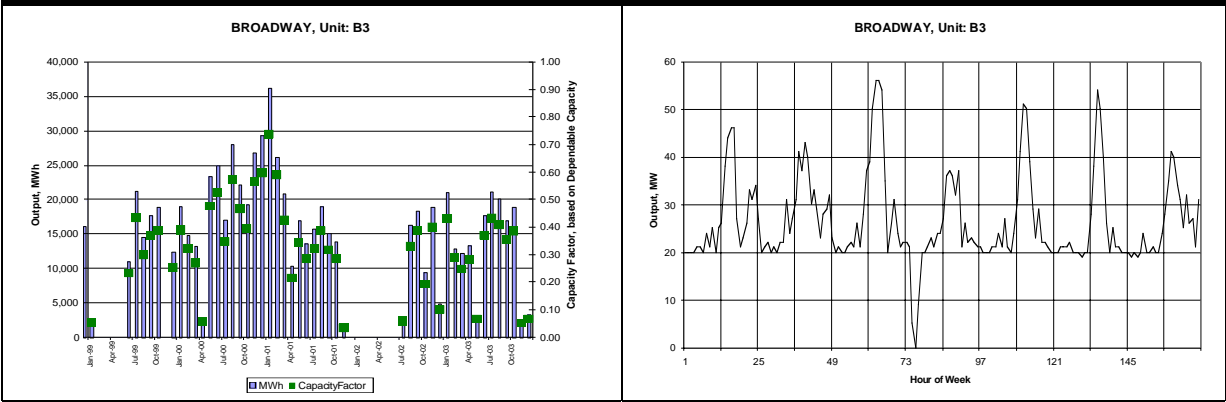 BROADWAY, Unit: B3
40,000
35,000
30,000
25,000
20,000
15,000
10,000
5,000
0
Output, MWh
1.00
0.90
0.80
0.70
0.60
0.50
0.40
0.30
0.20
0.10
0.00
Capacity Factor, based on Dependable Capacity
Jan-99
Apr-99
Jul-99
Oct-99
Jan-00
Apr-00
Jul-00
Oct-00
Jan-01
Apr-01
Jul-01
Oct-01
Jan-02
Apr-02
Jul-02
Oct-02
Jan-03
Apr-03
Jul-03
Oct-03
MWh CapacityFactor
BROADWAY, Unit: B3
60
50
40
30
20
10
0
Output, MW
1 25 49 73 97 121 145
Hour of Week